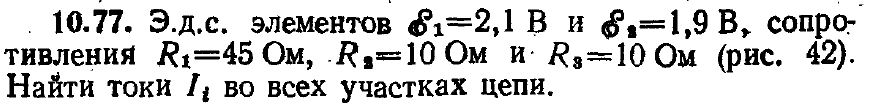 10.77. Э.д.с. элементов ℰ₁=2,1 В и ℰ₂=1,9 В, сопро-
тивления R₁=45 Ом, R₂=10 Ом и R₃=10 Ом (рис. 42).
Найти токи Iᵢ во всех участках цепи.